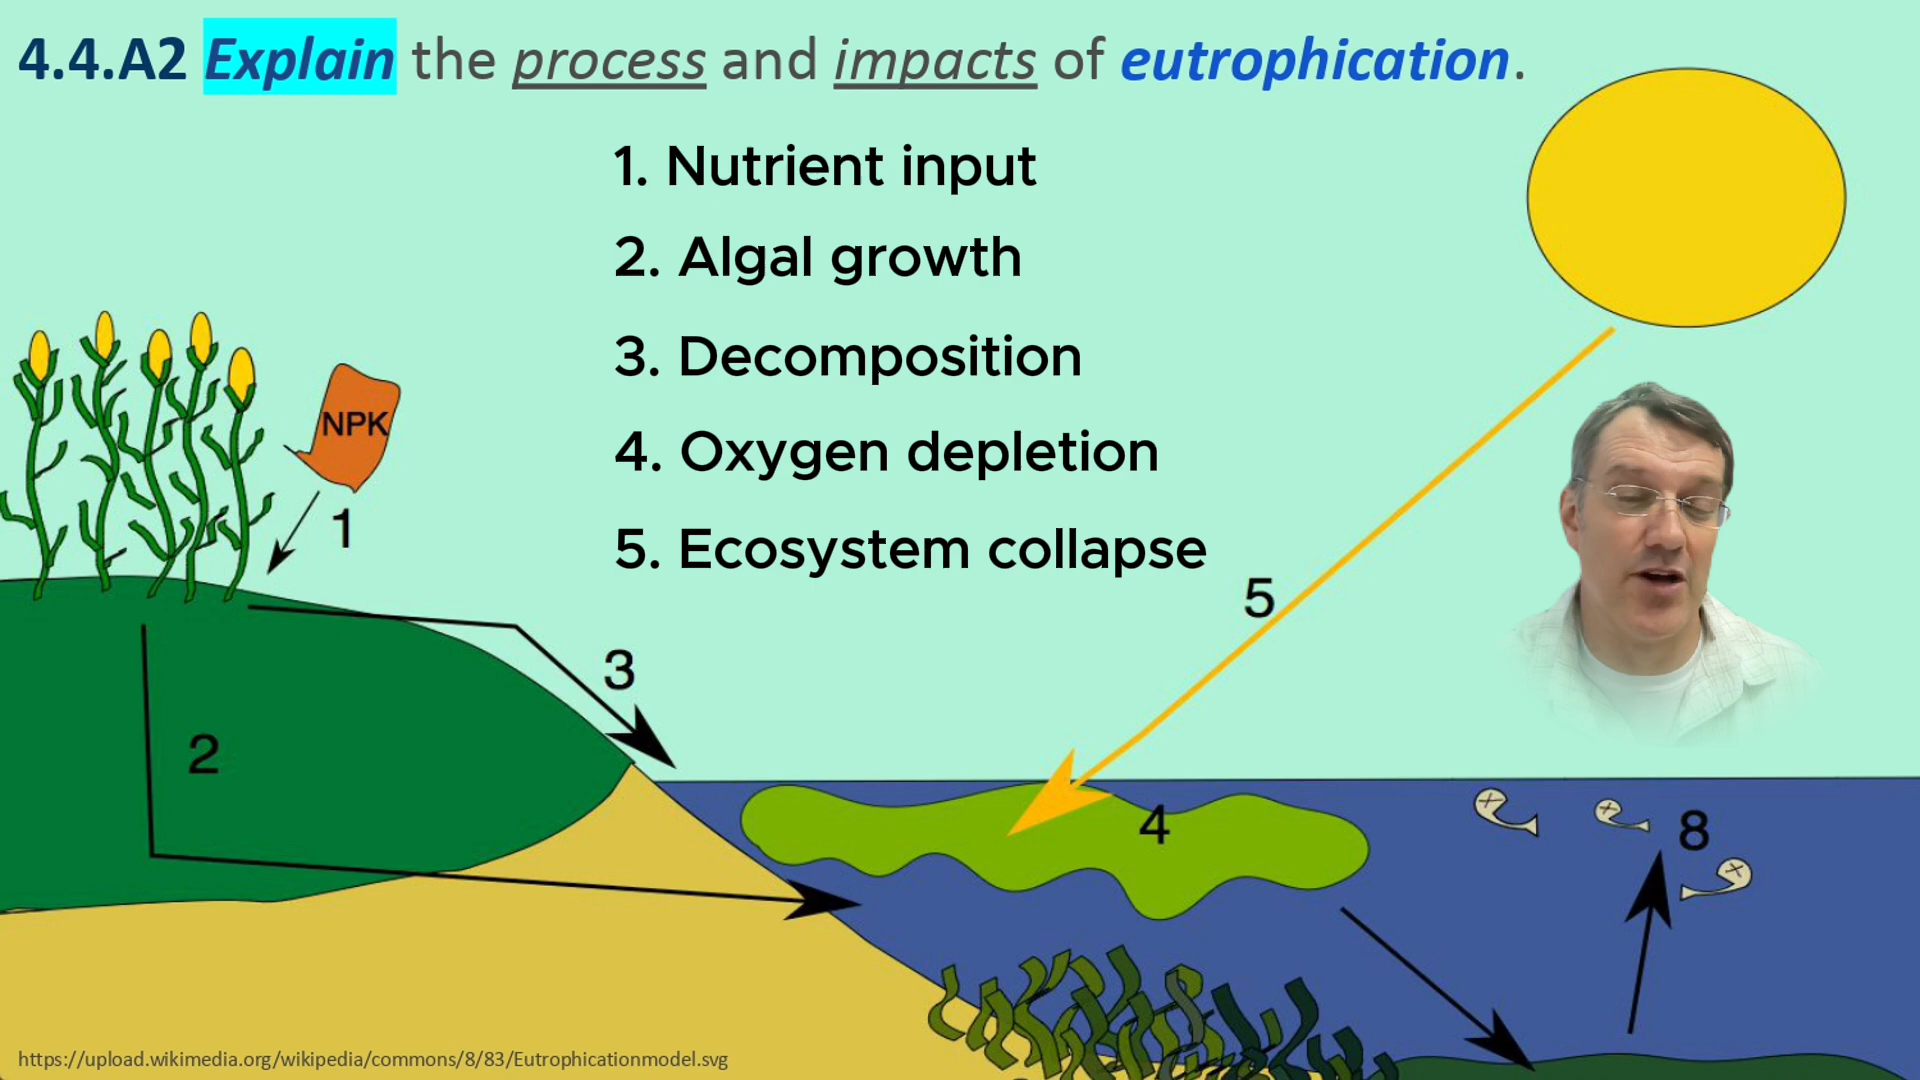 4.4.A2 Explain the process and impacts of eutrophication.
1. Nutrient input
2. Algal growth
3. Decomposition
4. Oxygen depletion
5. Ecosystem collapse
NPK
1
5
3
2
4
8
https://upload.wikimedia.org/wikipedia/commons/8/83/Eutrophicationmodel.svg